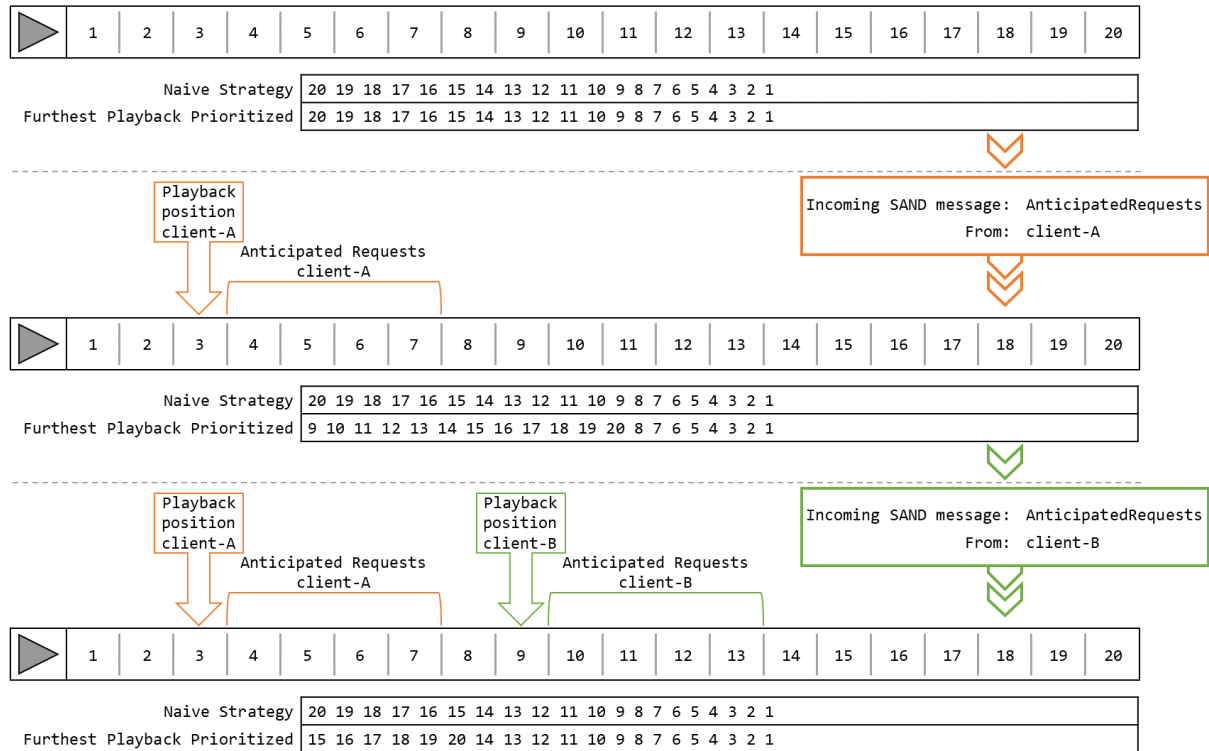 1 2 3 4 5 6 7 8 9 10 11 12 13 14 15 16 17 18 19 20
Naive Strategy 20 19 18 17 16 15 14 13 12 11 10 9 8 7 6 5 4 3 2 1
Furthest Playback Prioritized 20 19 18 17 16 15 14 13 12 11 10 9 8 7 6 5 4 3 2 1
Playback
position
client-A
Anticipated Requests
client-A
Incoming SAND message: AnticipatedRequests
From: client-A
1 2 3 4 5 6 7 8 9 10 11 12 13 14 15 16 17 18 19 20
Naive Strategy 20 19 18 17 16 15 14 13 12 11 10 9 8 7 6 5 4 3 2 1
Furthest Playback Prioritized 9 10 11 12 13 14 15 16 17 18 19 20 8 7 6 5 4 3 2 1
Playback
position
client-A
Anticipated Requests
client-A
Playback
position
client-B
Anticipated Requests
client-B
Incoming SAND message: AnticipatedRequests
From: client-B
1 2 3 4 5 6 7 8 9 10 11 12 13 14 15 16 17 18 19 20
Naive Strategy 20 19 18 17 16 15 14 13 12 11 10 9 8 7 6 5 4 3 2 1
Furthest Playback Prioritized 15 16 17 18 19 20 14 13 12 11 10 9 8 7 6 5 4 3 2 1